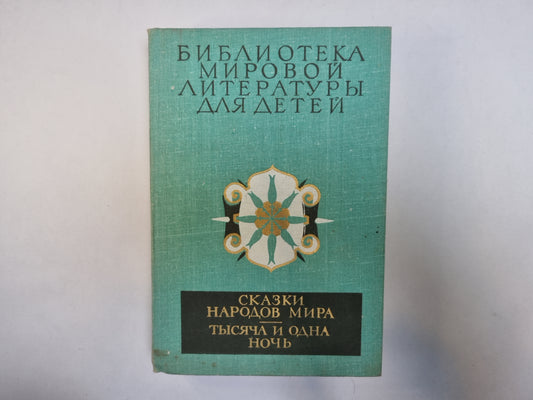 БИБЛИОТЕКА
МИРОВОЙ
ЛИТЕРАТУРЫ
ДЛЯ ДЕТЕЙ
СКАЗКИ
НАРОДОВ МИРА
ТЫСЯЧА И ОДНА
НОЧЬ